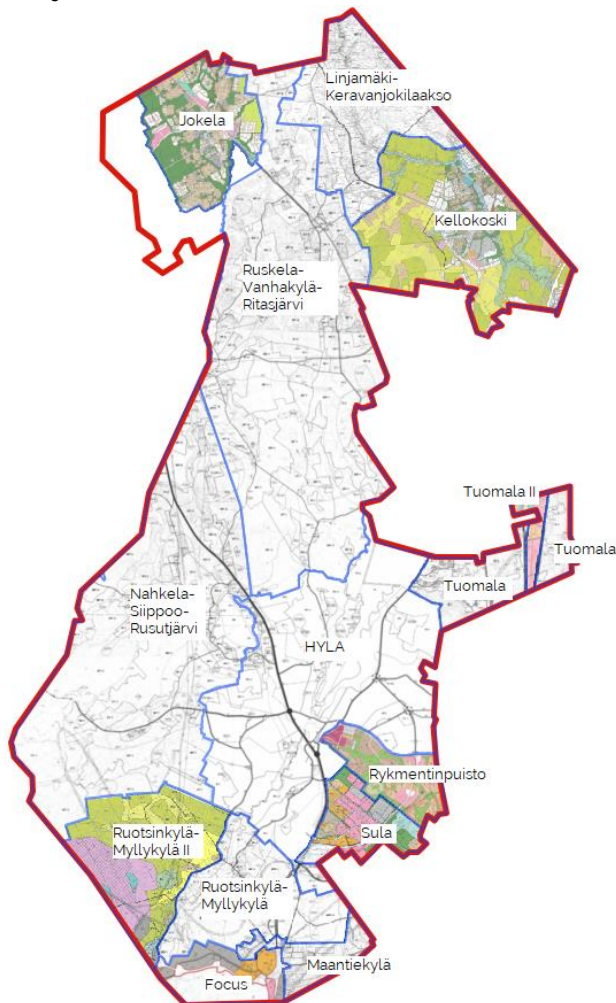 Linjamäki-
Keravanjokilaakso
Jokela
Kellokoski
Ruskela-
Vanhakylä-
Ritasjärvi
Tuomala II
Tuomala
Tuomala
Nahkela-
Siippoo-
Rusutjärvi
HYLA
Rykmentinpuisto
Sula
Ruotsinkylä-
Myllykylä II
Ruotsinkylä-
Myllykylä
Maantiekylä
Focus